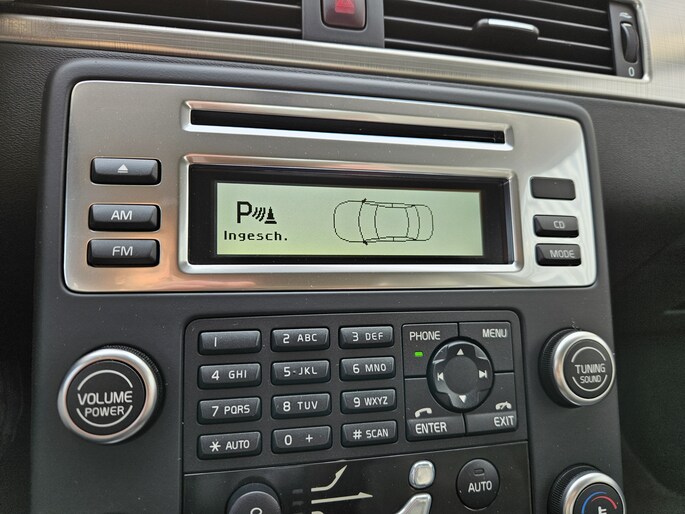 P
Ingesch.
AM
FM
CD
MODE
1
2 ABC
3 DEF
4 GHI
5·JKL
6 MNO
7 PQRS
8 TUV
9 WXYZ
* AUTO
0 +
# SCAN
PHONE
MENU
ENTER
EXIT
VOLUME
POWER
TUNING
SOUND
AUTO
0